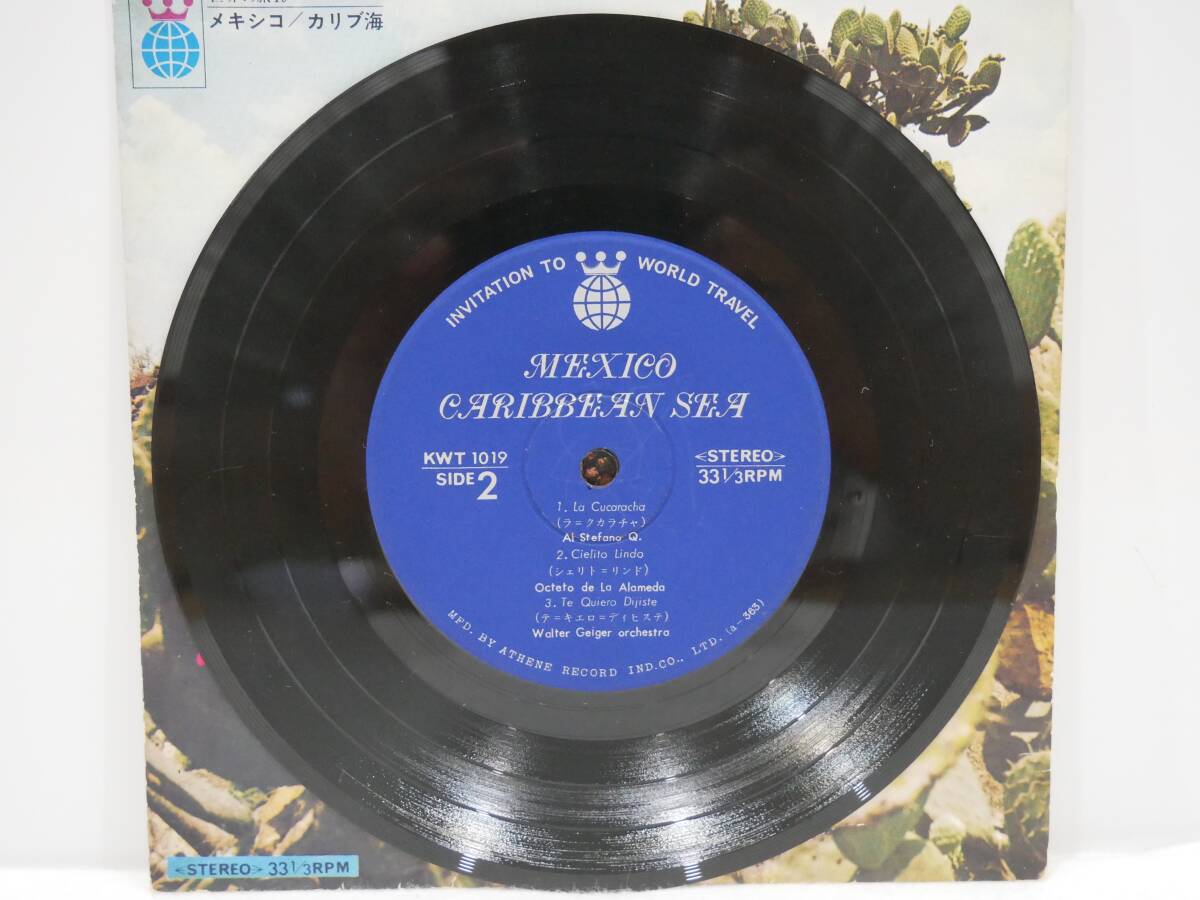 メキシコ/カリブ海
INVITATION TO WORLD TRAVEL
MEXICO
CARIBBEAN SEA
KWT 1019
SIDE 2
<STEREO>
33 1/3 RPM
1. La Cucaracha
(ラ=クカラチャ)
Al Stefano Q.
2. Cielito Lindo
(シェリト=リンド)
Octeto de La Alameda
3. Te Quiero Dijiste
(テ=キエロ=ディヒステ)
Walter Geiger orchestra
MFD. BY ATHENE RECORD IND.CO., LTD. (a-363)
<STEREO> 33 1/3 RPM